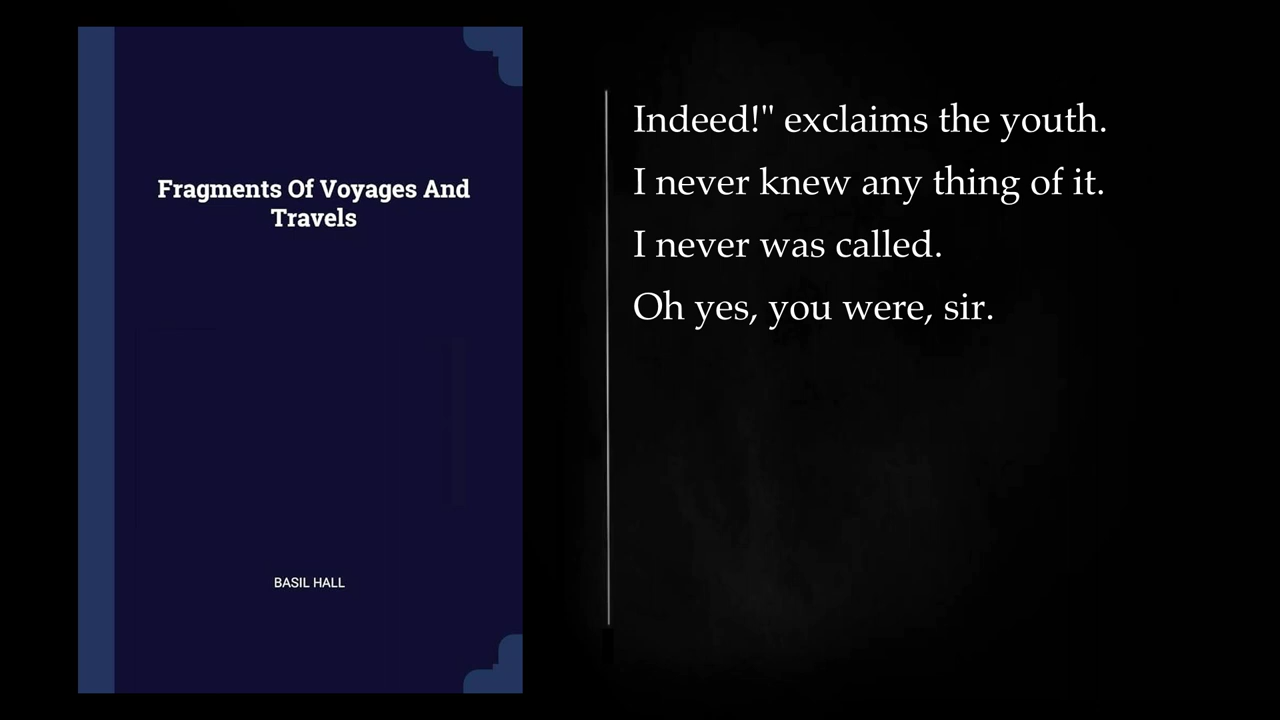 Fragments Of Voyages And
Travels
BASIL HALL
Indeed!" exclaims the youth.
I never knew any thing of it.
I never was called.
Oh yes, you were, sir.